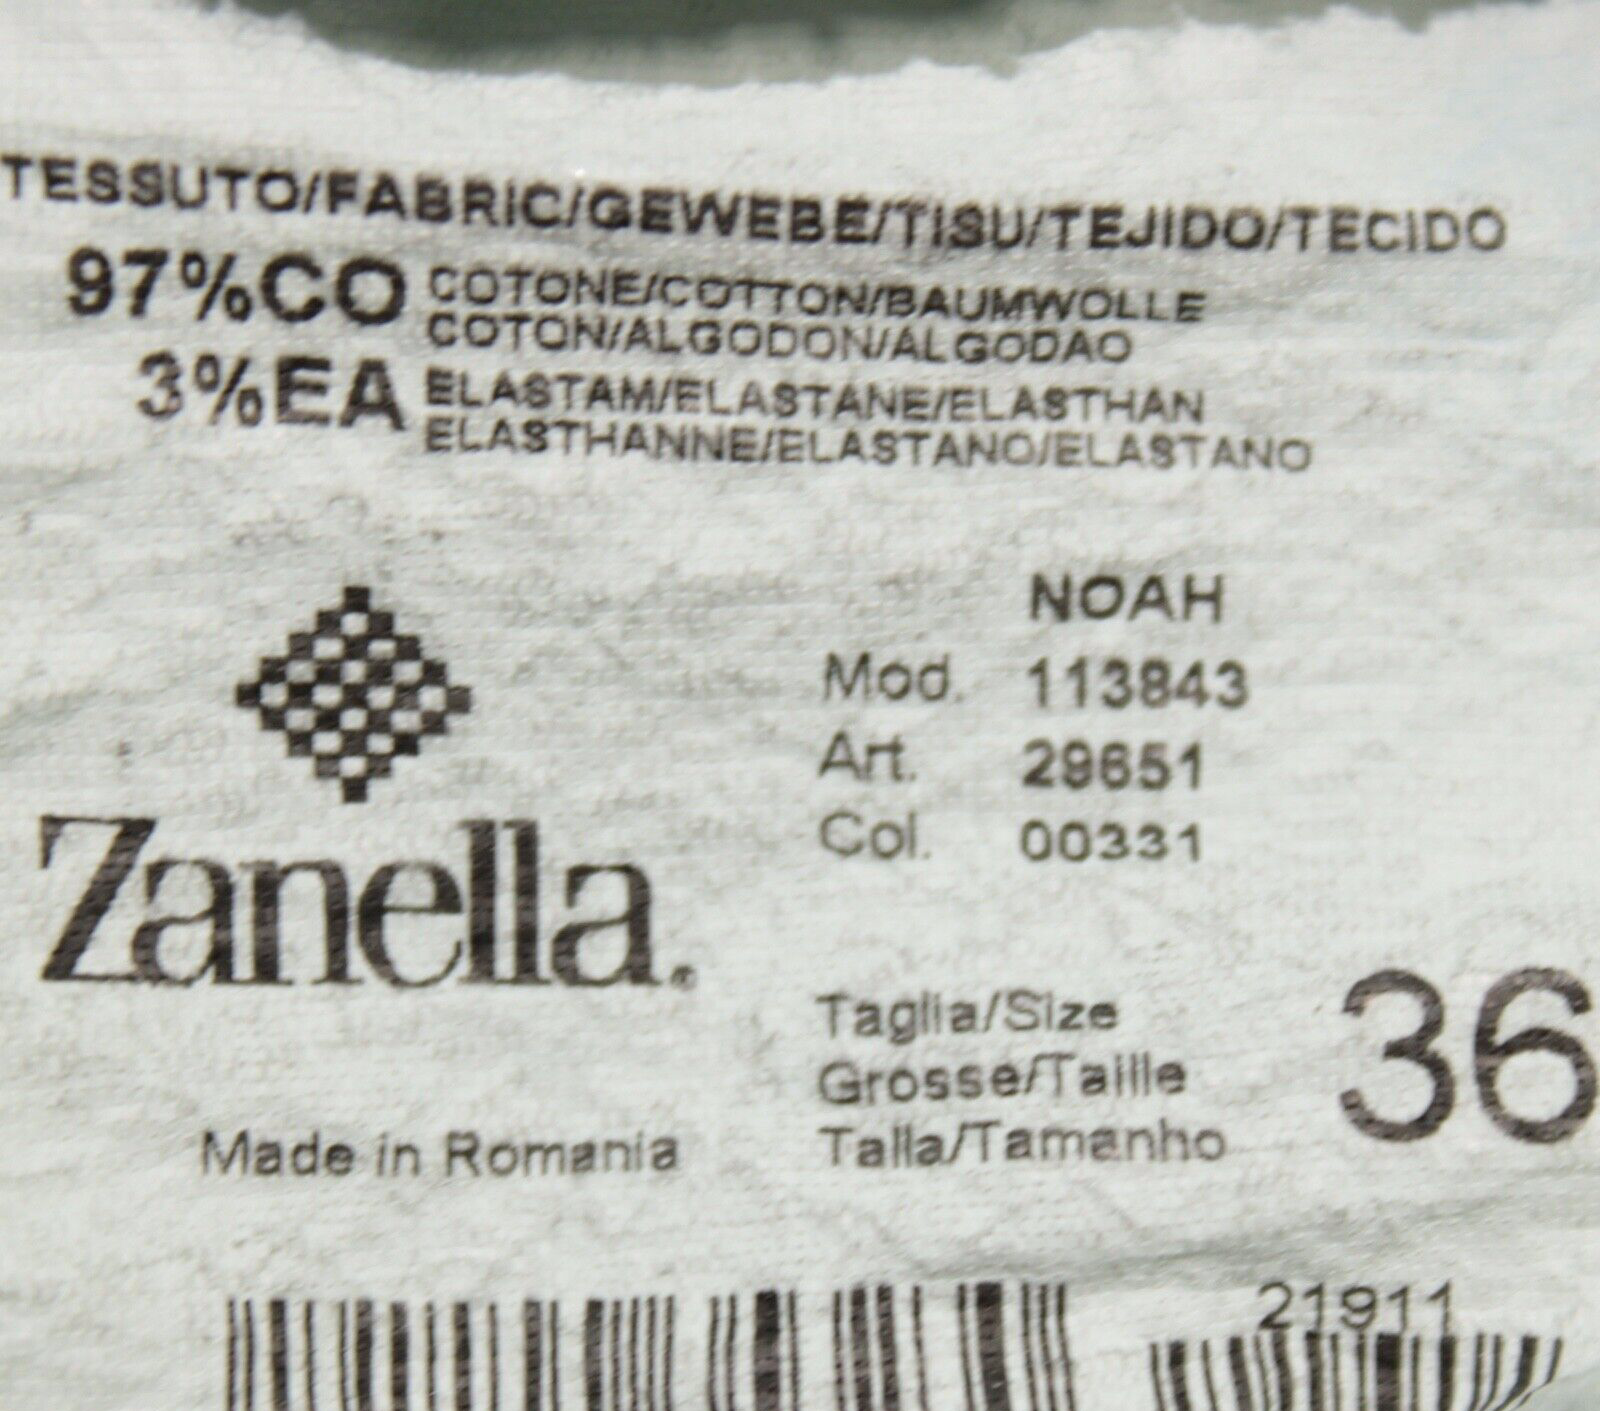 TESSUTO/FABRIC/GEWEBE/TISU/TEJIDO/TECIDO
97%CO COTONE/COTTON/BAUMWOLLE
COTON/ALGODON/ALGODAO
3%EA ELASTAM/ELASTANE/ELASTHAN
ELASTHANNE/ELASTANO/ELASTANO
NOAH
Mod. 113843
Art. 29651
Col. 00331
Zanella®
Taglia/Size
Grosse/Taille
Talla/Tamanho
36
Made in Romania
21911